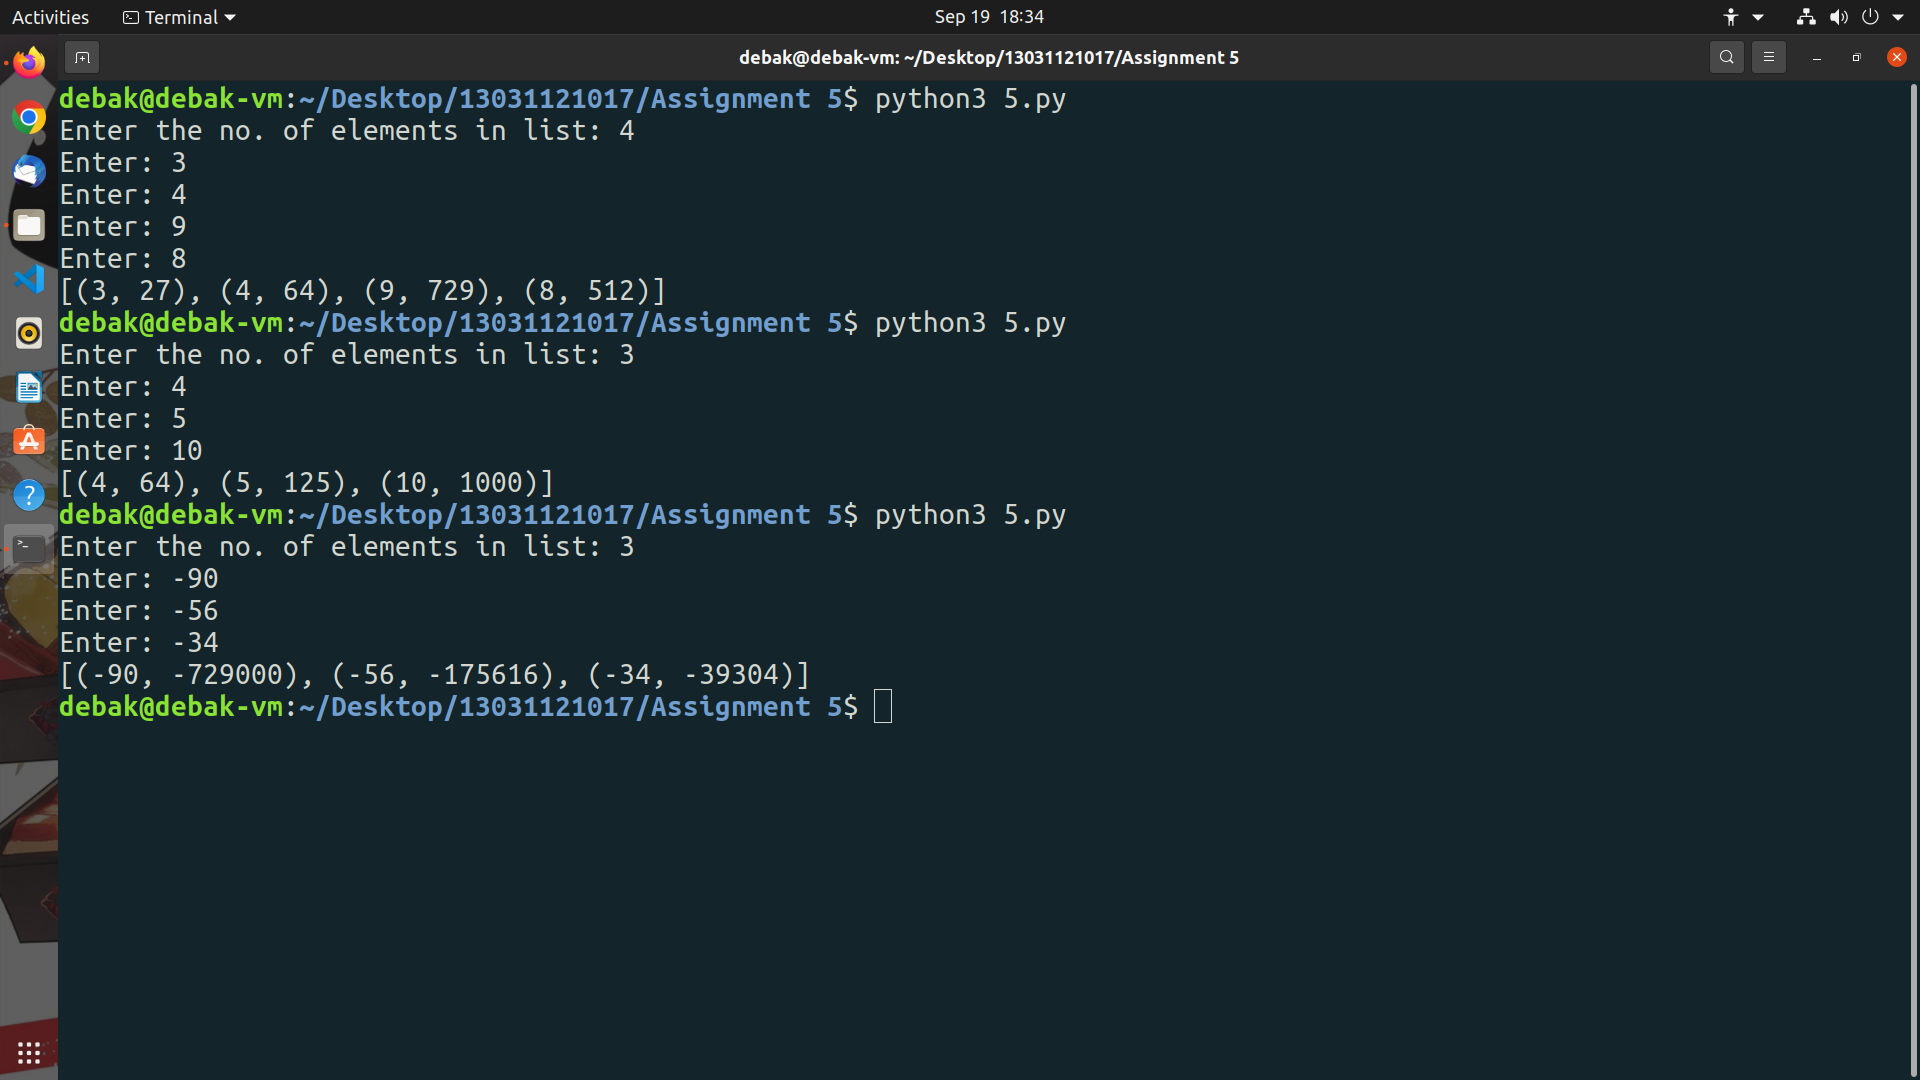 Activities
Terminal
Sep 19 18:34
debak@debak-vm: ~/Desktop/13031121017/Assignment 5
debak@debak-vm:~/Desktop/13031121017/Assignment 5$ python3 5.py
Enter the no. of elements in list: 4
Enter: 3
Enter: 4
Enter: 9
Enter: 8
[(3, 27), (4, 64), (9, 729), (8, 512)]
debak@debak-vm:~/Desktop/13031121017/Assignment 5$ python3 5.py
Enter the no. of elements in list: 3
Enter: 4
Enter: 5
Enter: 10
[(4, 64), (5, 125), (10, 1000)]
debak@debak-vm:~/Desktop/13031121017/Assignment 5$ python3 5.py
Enter the no. of elements in list: 3
Enter: -90
Enter: -56
Enter: -34
[(-90, -729000), (-56, -175616), (-34, -39304)]
debak@debak-vm:~/Desktop/13031121017/Assignment 5$